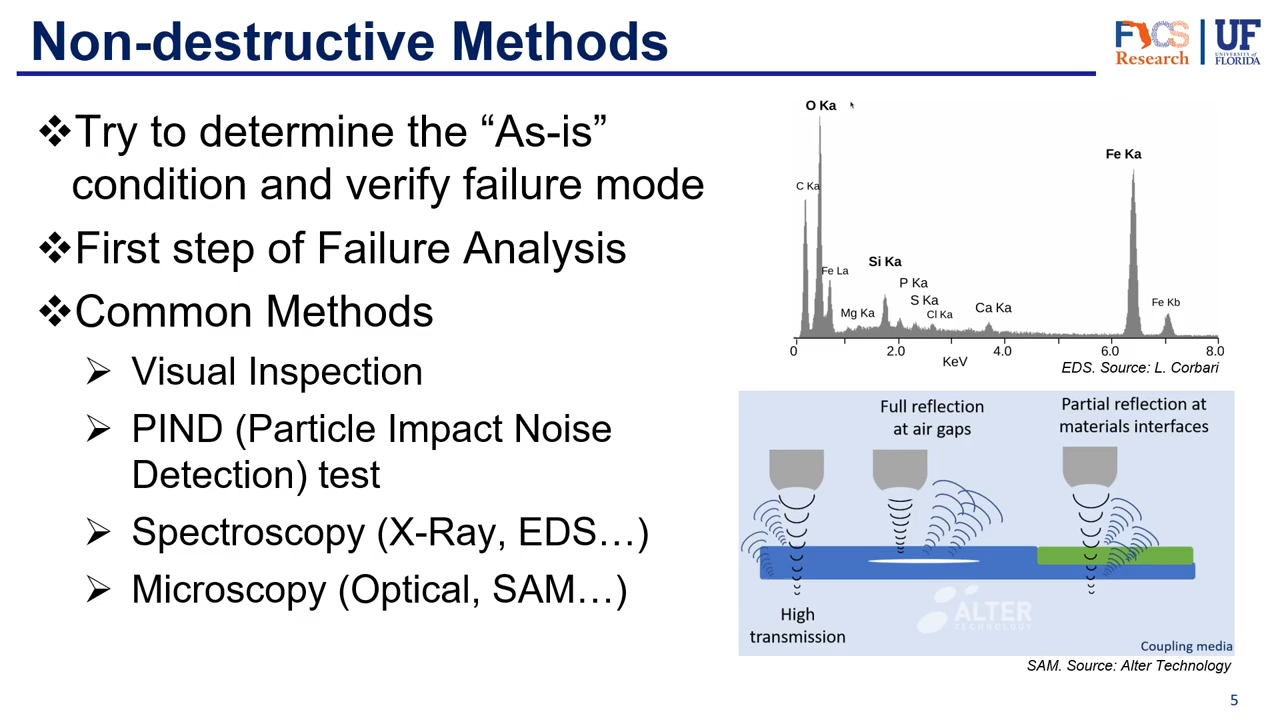 Non-destructive Methods
FICS
Research
UF
UNIVERSITY of
FLORIDA
❖Try to determine the “As-is”
condition and verify failure mode
❖First step of Failure Analysis
❖Common Methods
➢ Visual Inspection
➢ PIND (Particle Impact Noise
Detection) test
➢ Spectroscopy (X-Ray, EDS…)
➢ Microscopy (Optical, SAM…)
O Ka
Fe Ka
C Ka
Si Ka
Fe La
P Ka
S Ka
Mg Ka
Cl Ka
Ca Ka
Fe Kb
0 2.0 4.0 6.0 8.0
KeV
EDS. Source: L. Corbari
Full reflection
at air gaps
Partial reflection at
materials interfaces
High
transmission
ALTER
TECHNOLOGY
Coupling media
SAM. Source: Alter Technology
5